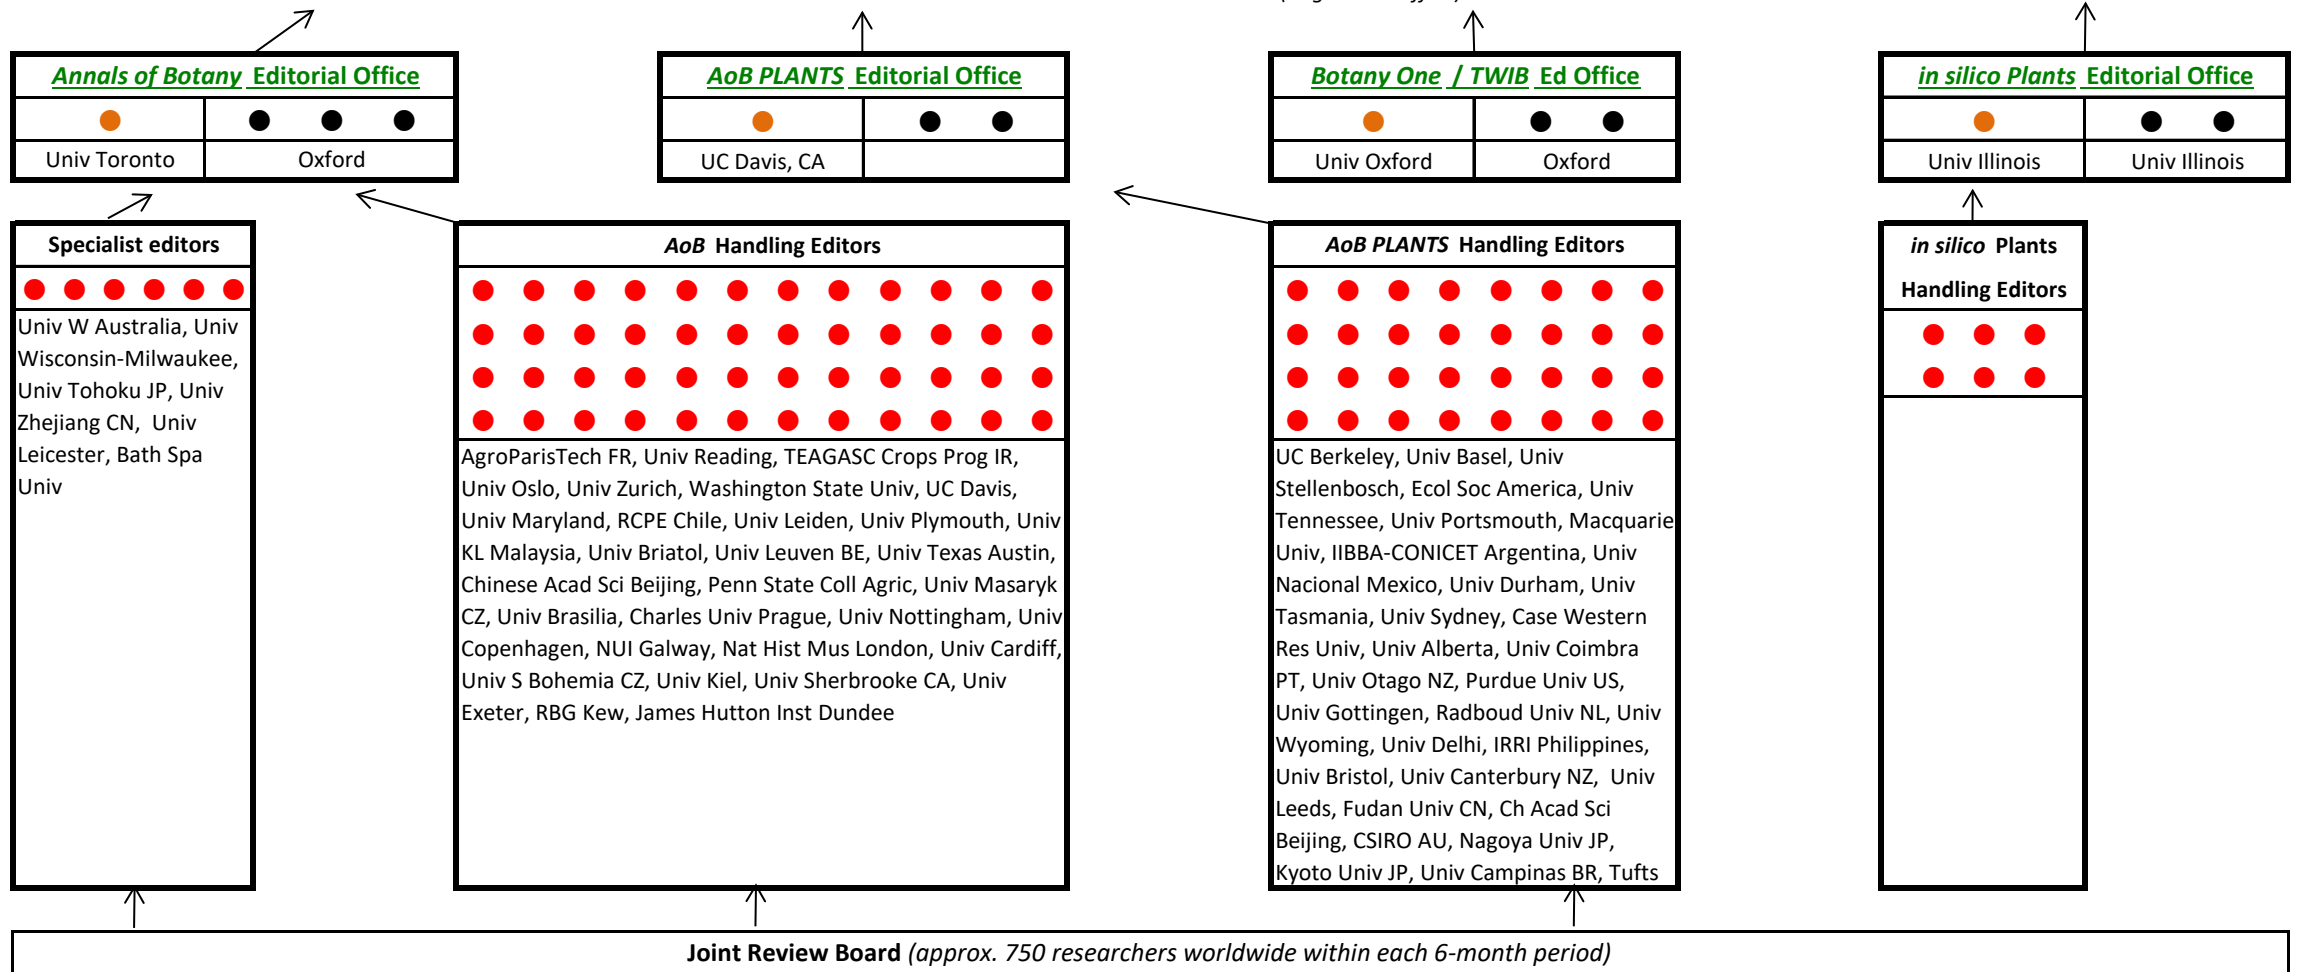 Annals of Botany Editorial Office
Univ Toronto
Oxford
AoB PLANTS Editorial Office
UC Davis, CA
Botany One / TWIB Ed Office
Univ Oxford
Oxford
in silico Plants Editorial Office
Univ Illinois
Univ Illinois
Specialist editors
Univ W Australia, Univ
Wisconsin-Milwaukee,
Univ Tohoku JP, Univ
Zhejiang CN, Univ
Leicester, Bath Spa
Univ
AoB Handling Editors
AgroParisTech FR, Univ Reading, TEAGASC Crops Prog IR,
Univ Oslo, Univ Zurich, Washington State Univ, UC Davis,
Univ Maryland, RCPE Chile, Univ Leiden, Univ Plymouth, Univ
KL Malaysia, Univ Briatol, Univ Leuven BE, Univ Texas Austin,
Chinese Acad Sci Beijing, Penn State Coll Agric, Univ Masaryk
CZ, Univ Brasilia, Charles Univ Prague, Univ Nottingham, Univ
Copenhagen, NUI Galway, Nat Hist Mus London, Univ Cardiff,
Univ S Bohemia CZ, Univ Kiel, Univ Sherbrooke CA, Univ
Exeter, RBG Kew, James Hutton Inst Dundee
AoB PLANTS Handling Editors
UC Berkeley, Univ Basel, Univ
Stellenbosch, Ecol Soc America, Univ
Tennessee, Univ Portsmouth, Macquarie
Univ, IIBBA-CONICET Argentina, Univ
Nacional Mexico, Univ Durham, Univ
Tasmania, Univ Sydney, Case Western
Res Univ, Univ Alberta, Univ Coimbra
PT, Univ Otago NZ, Purdue Univ US,
Univ Gottingen, Radboud Univ NL, Univ
Wyoming, Univ Delhi, IRRI Philippines,
Univ Bristol, Univ Canterbury NZ, Univ
Leeds, Fudan Univ CN, Ch Acad Sci
Beijing, CSIRO AU, Nagoya Univ JP,
Kyoto Univ JP, Univ Campinas BR, Tufts
in silico Plants
Handling Editors
Joint Review Board (approx. 750 researchers worldwide within each 6-month period)